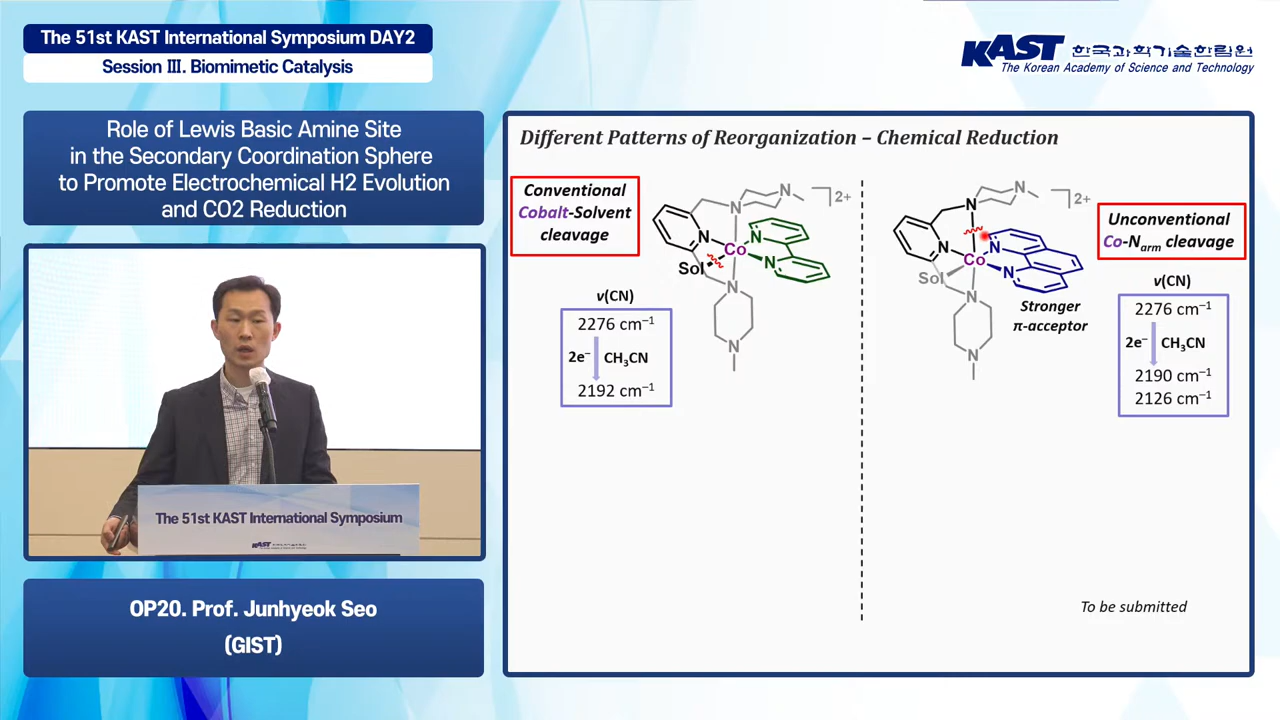 The 51st KAST International Symposium DAY2
Session III. Biomimetic Catalysis
KAST 한국과학기술한림원
The Korean Academy of Science and Technology
Role of Lewis Basic Amine Site
in the Secondary Coordination Sphere
to Promote Electrochemical H2 Evolution
and CO2 Reduction
The 51st KAST International Symposium
KAST
OP20. Prof. Junhyeok Seo
(GIST)
Different Patterns of Reorganization – Chemical Reduction
Conventional
Cobalt-Solvent
cleavage
N
N
2+
N
N
Co
N
Sol
N
N
ν(CN)
2276 cm⁻¹
2e⁻ CH₃CN
2192 cm⁻¹
N
N
2+
N
N
Co
N
Sol
N
N
Stronger
π-acceptor
Unconventional
Co-Narm cleavage
ν(CN)
2276 cm⁻¹
2e⁻ CH₃CN
2190 cm⁻¹
2126 cm⁻¹
To be submitted